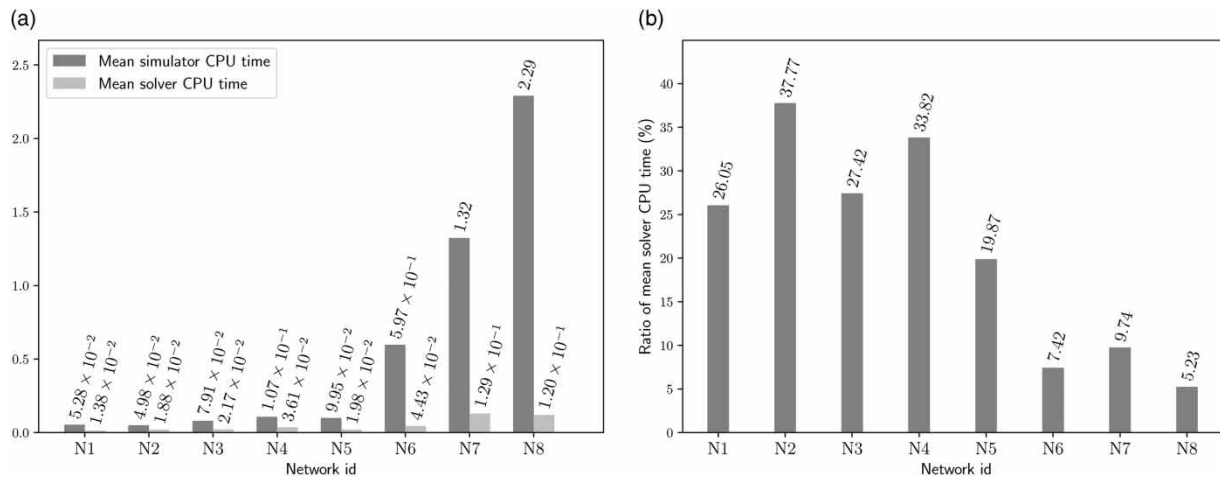 (a)
2.5
2.0
1.5
1.0
0.5
0.0
Mean simulator CPU time
Mean solver CPU time
5.28 × 10⁻²
1.38 × 10⁻²
4.98 × 10⁻²
1.88 × 10⁻²
7.91 × 10⁻²
2.17 × 10⁻²
1.07 × 10⁻¹
3.61 × 10⁻²
9.95 × 10⁻²
1.98 × 10⁻²
5.97 × 10⁻¹
4.43 × 10⁻²
1.32
1.29 × 10⁻¹
2.29
1.20 × 10⁻¹
N1 N2 N3 N4 N5 N6 N7 N8
Network id
(b)
Ratio of mean solver CPU time (%)
40
35
30
25
20
15
10
5
0
26.05
37.77
27.42
33.82
19.87
7.42
9.74
5.23
N1 N2 N3 N4 N5 N6 N7 N8
Network id